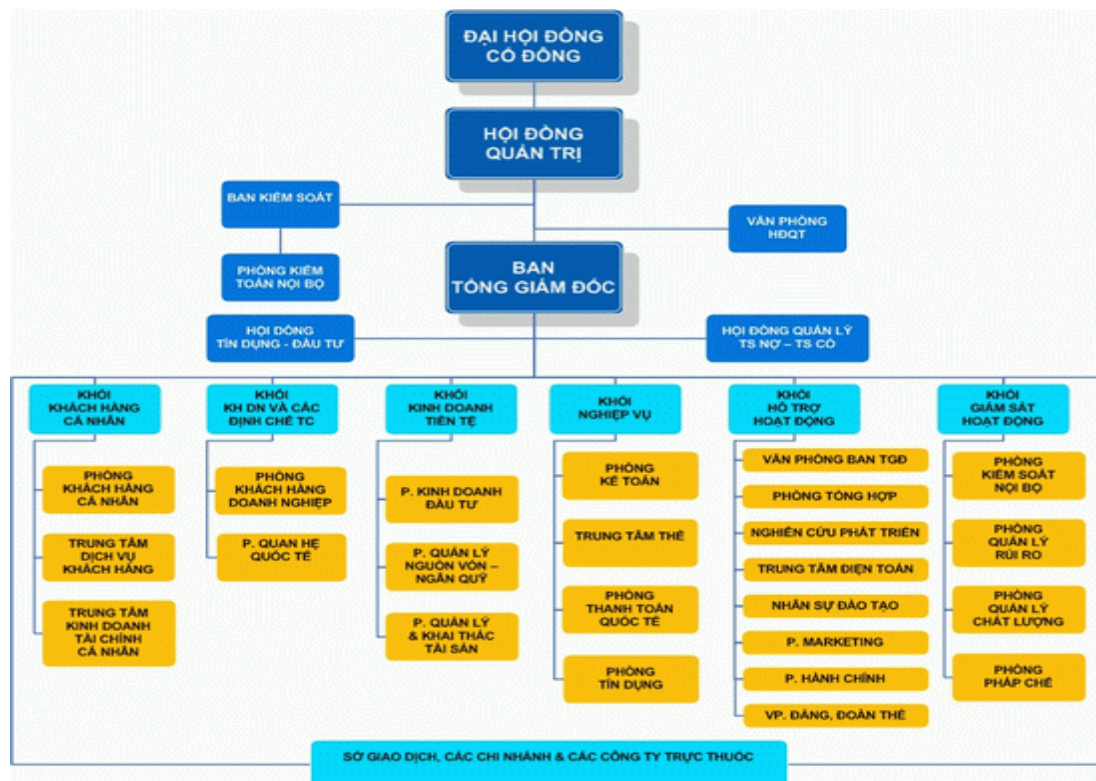 ĐẠI HỘI ĐỒNG
CỔ ĐÔNG
HỘI ĐỒNG
QUẢN TRỊ
BAN KIỂM SOÁT
VĂN PHÒNG
HĐQT
PHÒNG KIỂM
TOÁN NỘI BỘ
BAN
TỔNG GIÁM ĐỐC
HỘI ĐỒNG
TÍN DỤNG - ĐẦU TƯ
HỘI ĐỒNG QUẢN LÝ
TS NỢ – TS CÓ
KHỐI
KHÁCH HÀNG
CÁ NHÂN
KHỐI
KH DN VÀ CÁC
ĐỊNH CHẾ TC
KHỐI
KINH DOANH
TIỀN TỆ
KHỐI
NGHIỆP VỤ
KHỐI
HỖ TRỢ
HOẠT ĐỘNG
KHỐI
GIÁM SÁT
HOẠT ĐỘNG
PHÒNG
KHÁCH HÀNG
CÁ NHÂN
TRUNG TÂM
DỊCH VỤ
KHÁCH HÀNG
TRUNG TÂM
KINH DOANH
TÀI CHÍNH
CÁ NHÂN
PHÒNG
KHÁCH HÀNG
DOANH NGHIỆP
P. QUAN HỆ
QUỐC TẾ
P. KINH DOANH
ĐẦU TƯ
P. QUẢN LÝ
NGUỒN VỐN –
NGÂN QUỸ
P. QUẢN LÝ
& KHAI THÁC
TÀI SẢN
PHÒNG
KẾ TOÁN
TRUNG TÂM THẺ
PHÒNG
THANH TOÁN
QUỐC TẾ
PHÒNG
TÍN DỤNG
VĂN PHÒNG BAN TGĐ
PHÒNG TỔNG HỢP
NGHIÊN CỨU PHÁT TRIỂN
TRUNG TÂM ĐIỆN TOÁN
NHÂN SỰ ĐÀO TẠO
P. MARKETING
P. HÀNH CHÍNH
VP. ĐẢNG, ĐOÀN THỂ
PHÒNG
KIỂM SOÁT
NỘI BỘ
PHÒNG
QUẢN LÝ
RỦI RO
PHÒNG
QUẢN LÝ
CHẤT LƯỢNG
PHÒNG
PHÁP CHẾ
SỞ GIAO DỊCH, CÁC CHI NHÁNH & CÁC CÔNG TY TRỰC THUỘC